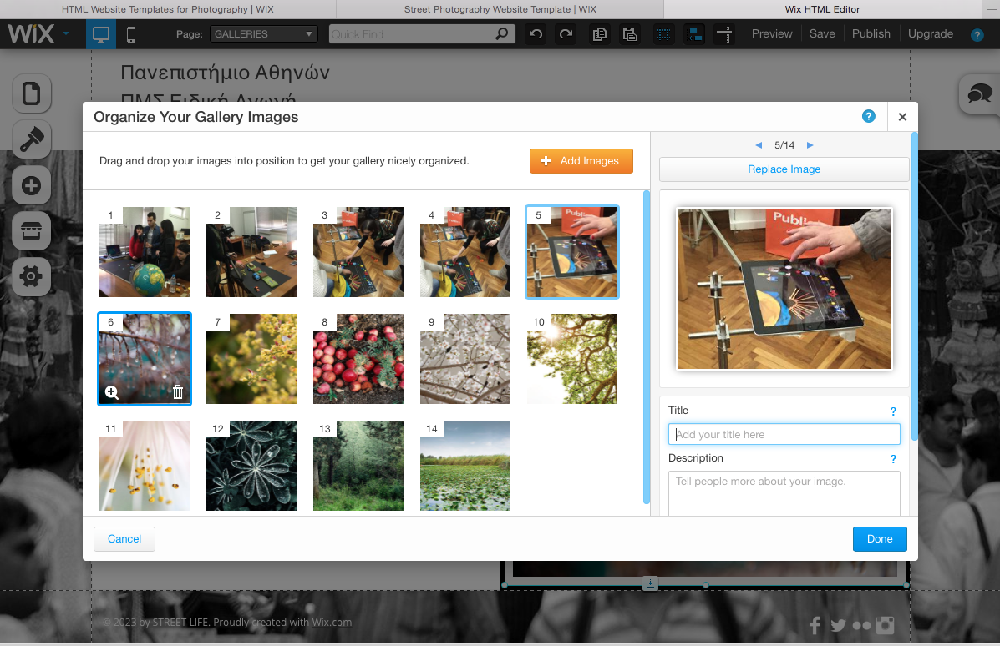 HTML Website Templates for Photography | WIX
Street Photography Website Template | WIX
Wix HTML Editor
WiX
Page:
GALLERIES
Quick Find
Preview
Save
Publish
Upgrade
?
Πανεπιστήμιο Αθηνών
ΠΜΣ Ειδική Αγωγή
Organize Your Gallery Images
?
Drag and drop your images into position to get your gallery nicely organized.
Add Images
5/14
Replace Image
1
2
3
4
5
6
7
8
9
10
11
12
13
14
Title
?
Add your title here
Description
?
Tell people more about your image.
Cancel
Done
© 2023 by STREET LIFE. Proudly created with Wix.com